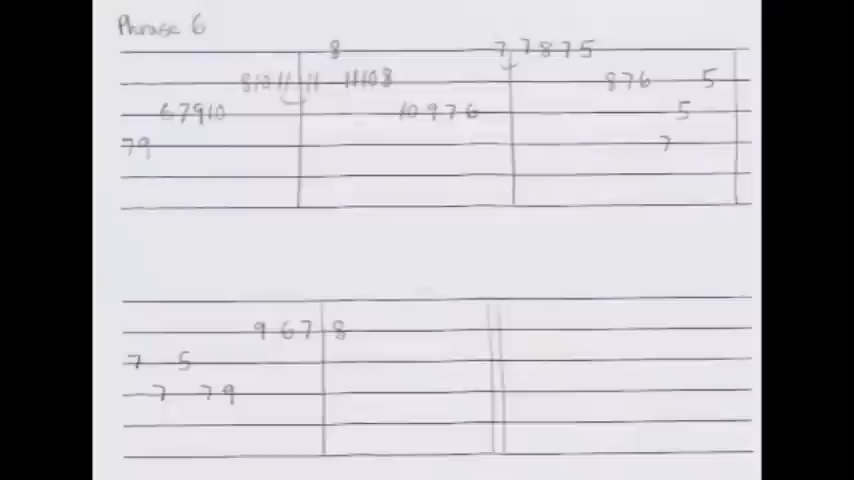 Phrase 6
8 7 7 8 7 5
8 10 11 11 11 10 8 8 7 6 5
6 7 9 10 10 9 7 6 5
7 9 7
9 6 7 8
7 5
7 7 9